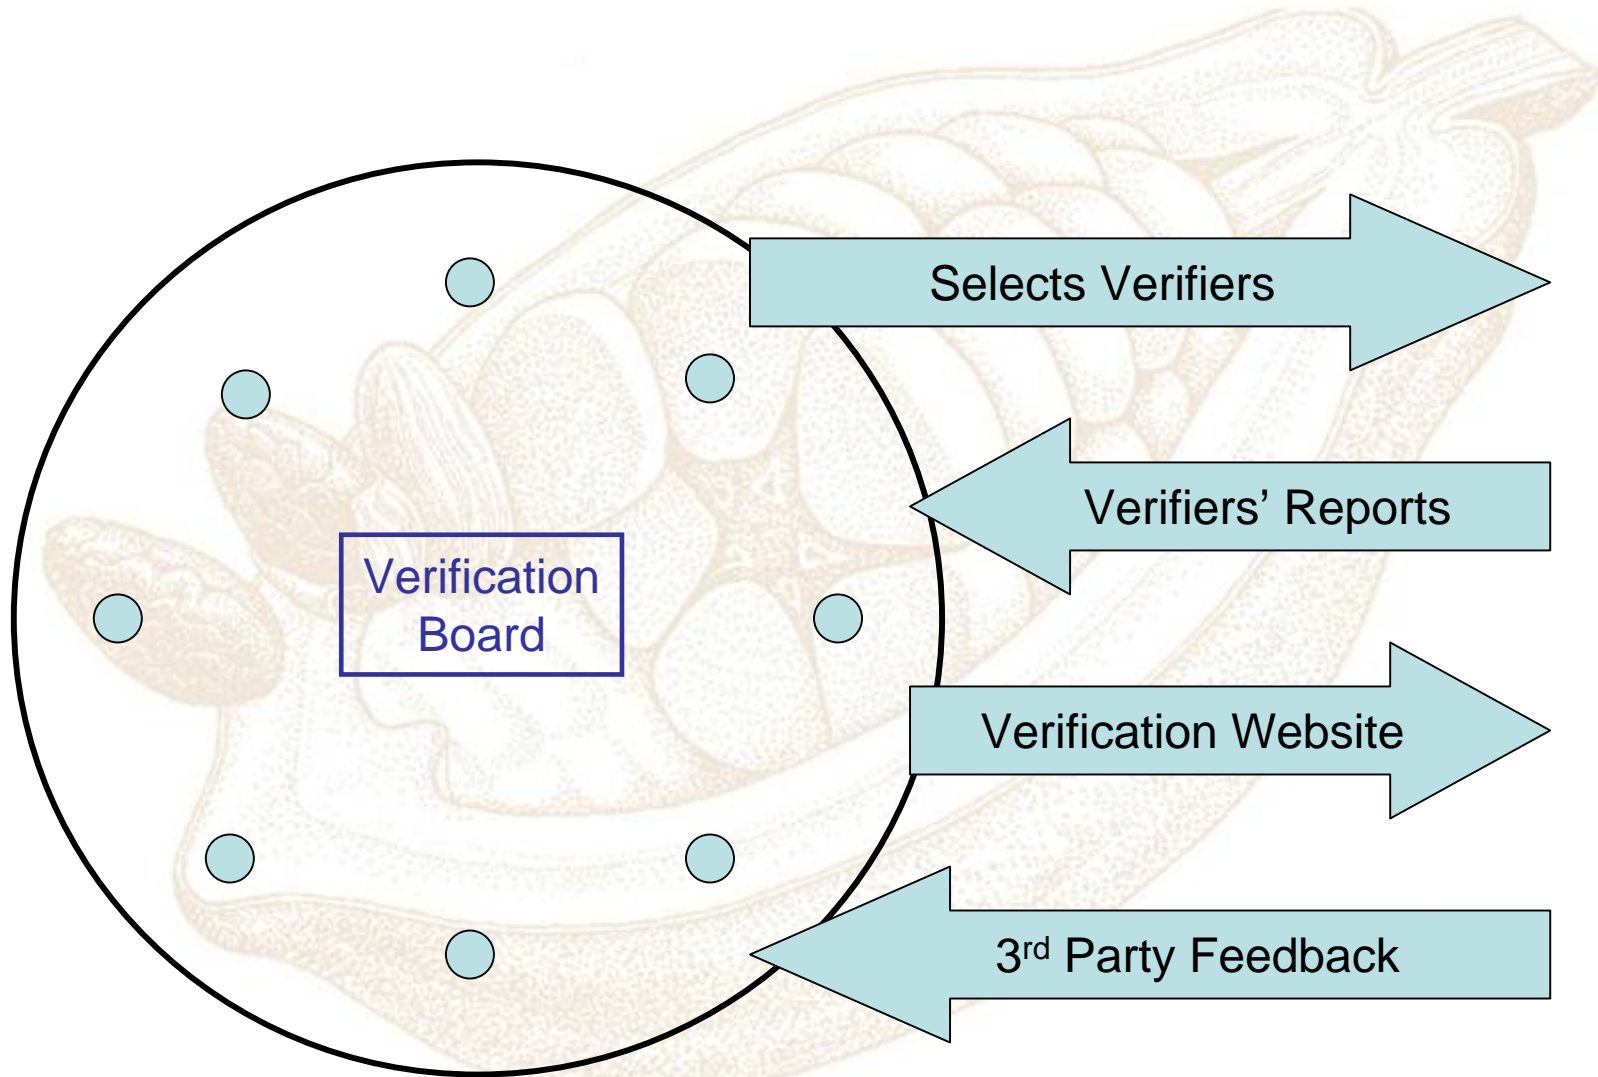 Selects Verifiers
Verifiers’ Reports
Verification
Board
Verification Website
3rd Party Feedback